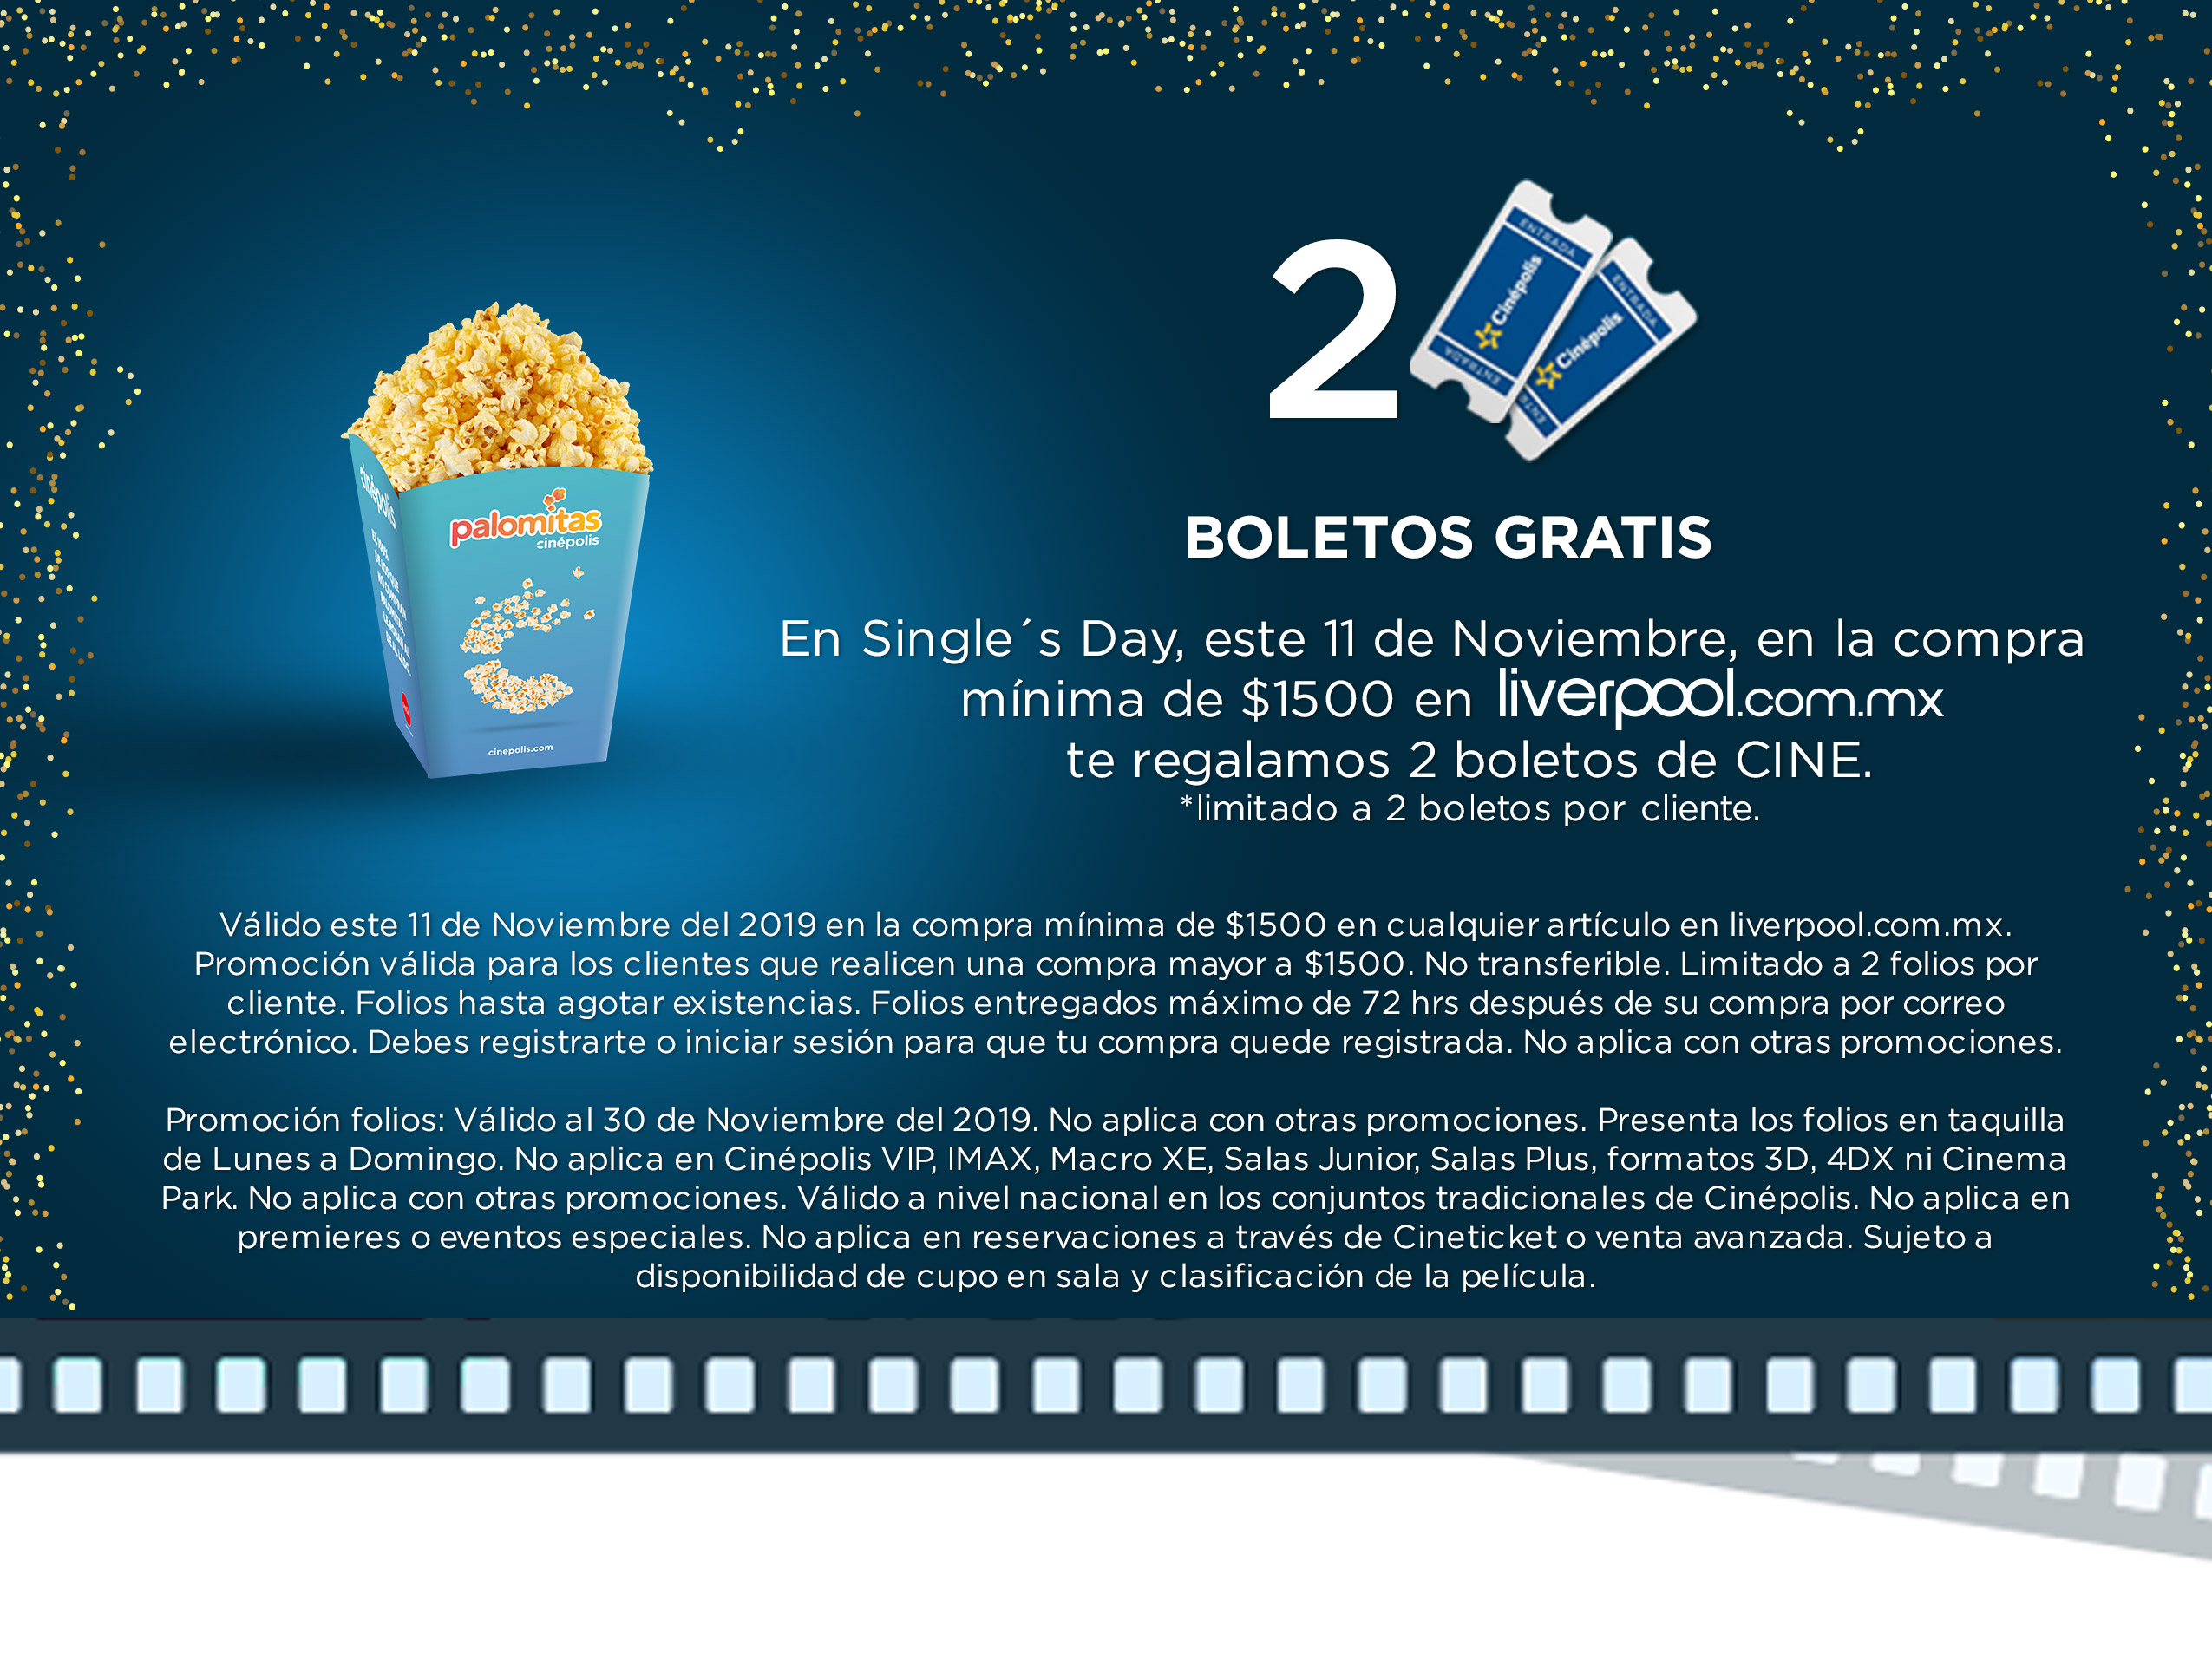 2
ENTRADA
Cinépolis
ENTRADA
ENTRADA
Cinépolis
cinépolis
palomitas
cinépolis
cinepolis.com
BOLETOS GRATIS
En Single´s Day, este 11 de Noviembre, en la compra
mínima de $1500 en liverpool.com.mx
te regalamos 2 boletos de CINE.
*limitado a 2 boletos por cliente.
Válido este 11 de Noviembre del 2019 en la compra mínima de $1500 en cualquier artículo en liverpool.com.mx.
Promoción válida para los clientes que realicen una compra mayor a $1500. No transferible. Limitado a 2 folios por
cliente. Folios hasta agotar existencias. Folios entregados máximo de 72 hrs después de su compra por correo
electrónico. Debes registrarte o iniciar sesión para que tu compra quede registrada. No aplica con otras promociones.
Promoción folios: Válido al 30 de Noviembre del 2019. No aplica con otras promociones. Presenta los folios en taquilla
de Lunes a Domingo. No aplica en Cinépolis VIP, IMAX, Macro XE, Salas Junior, Salas Plus, formatos 3D, 4DX ni Cinema
Park. No aplica con otras promociones. Válido a nivel nacional en los conjuntos tradicionales de Cinépolis. No aplica en
premieres o eventos especiales. No aplica en reservaciones a través de Cineticket o venta avanzada. Sujeto a
disponibilidad de cupo en sala y clasificación de la película.